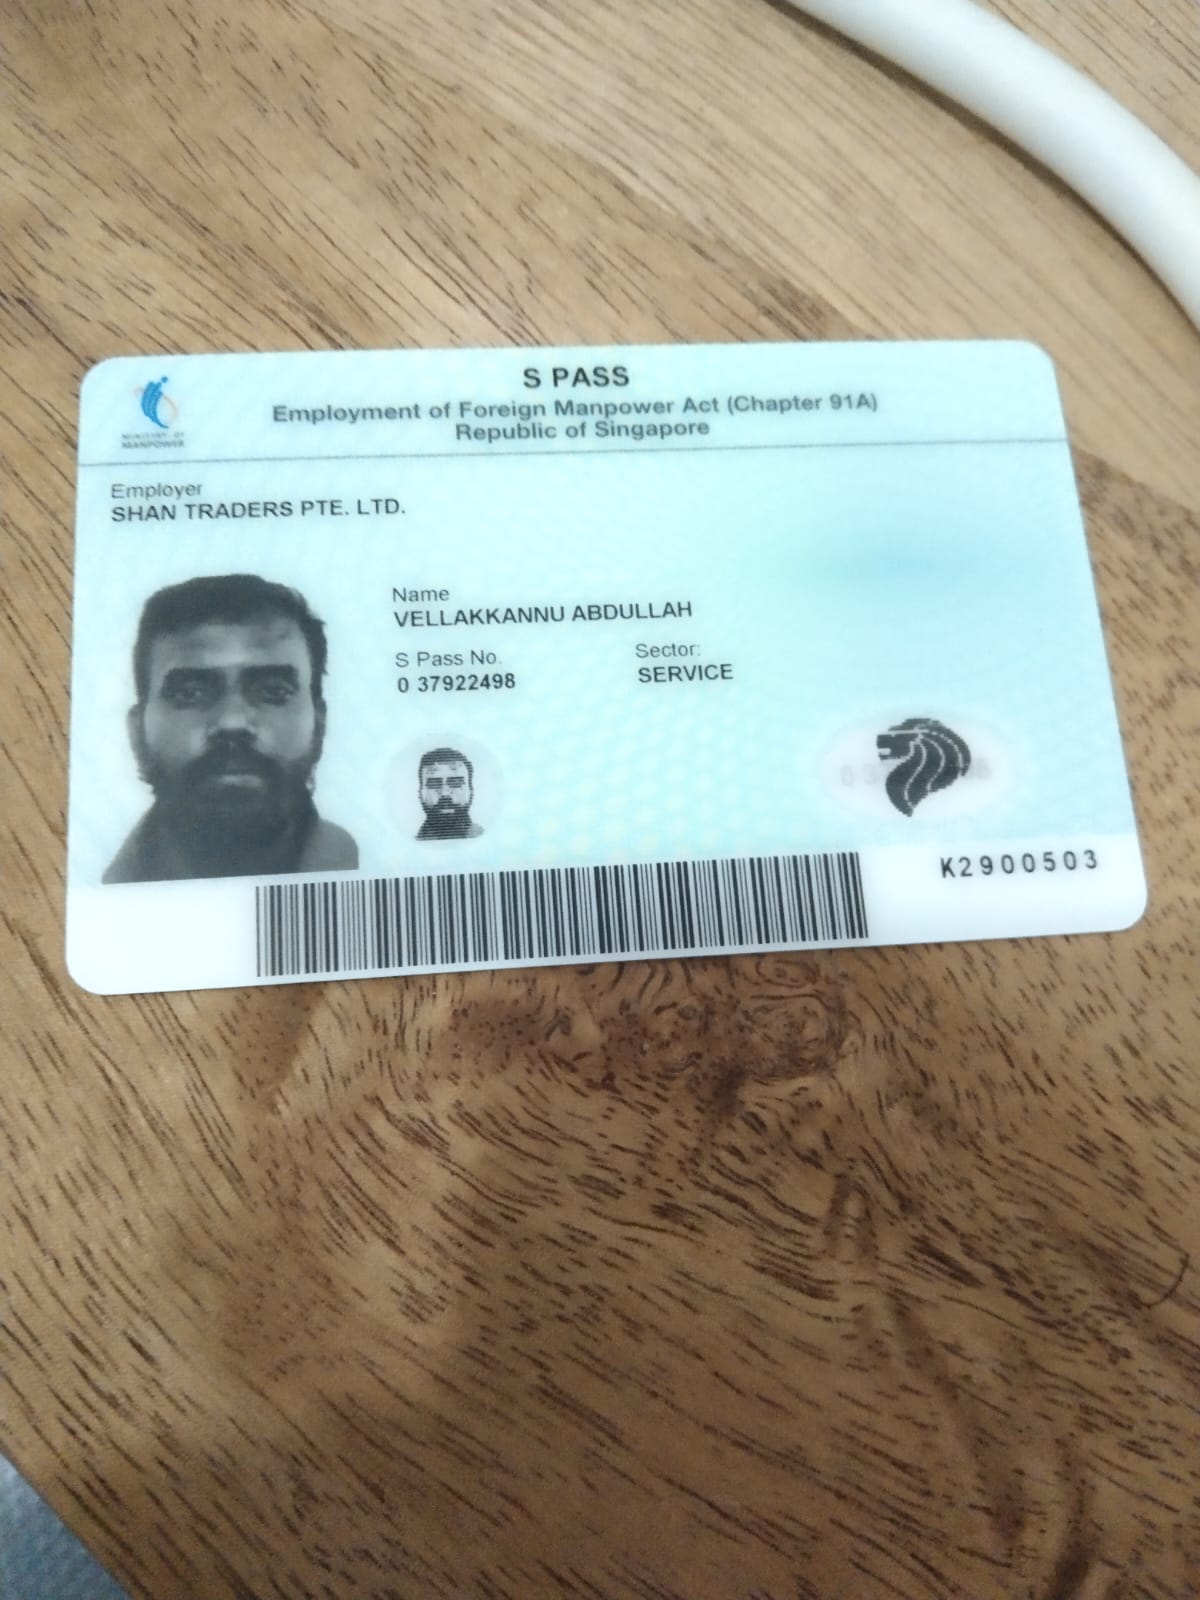 S PASS
Employment of Foreign Manpower Act (Chapter 91A)
Republic of Singapore
MINISTRY OF
MANPOWER
Employer
SHAN TRADERS PTE. LTD.
Name
VELLAKKANNU ABDULLAH
S Pass No.
0 37922498
Sector:
SERVICE
K2900503